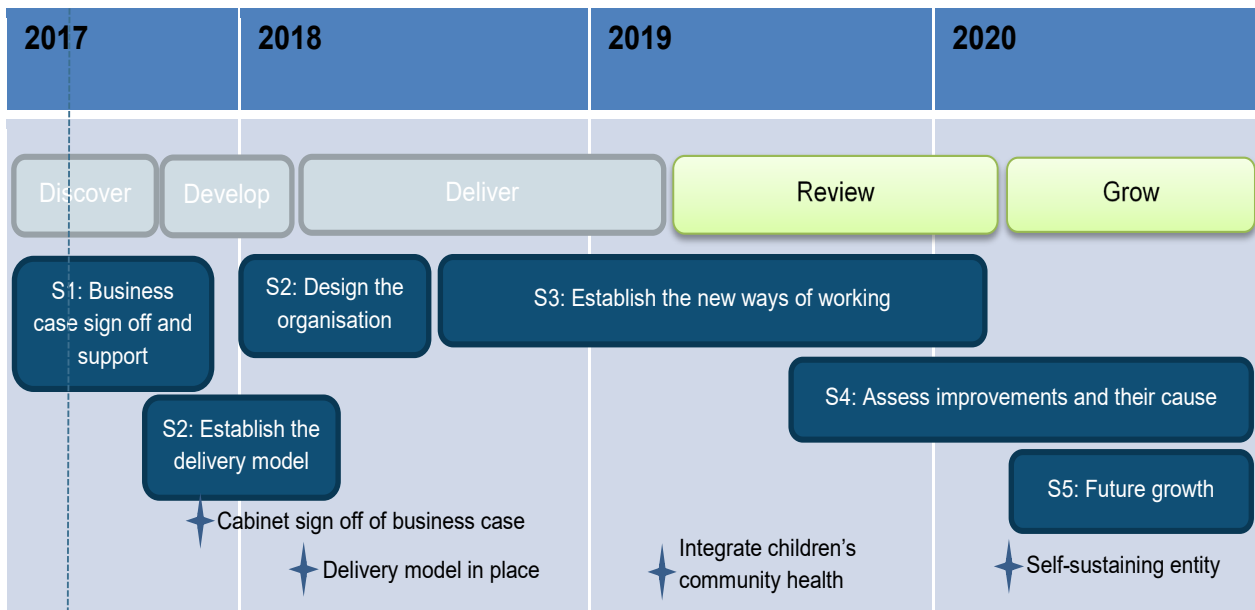 2017
2018
2019
2020
Discover
Develop
Deliver
Review
Grow
S1: Business
case sign off and
support
S2: Design the
organisation
S3: Establish the new ways of working
S4: Assess improvements and their cause
S2: Establish the
delivery model
S5: Future growth
Cabinet sign off of business case
Delivery model in place
Integrate children’s
community health
Self-sustaining entity